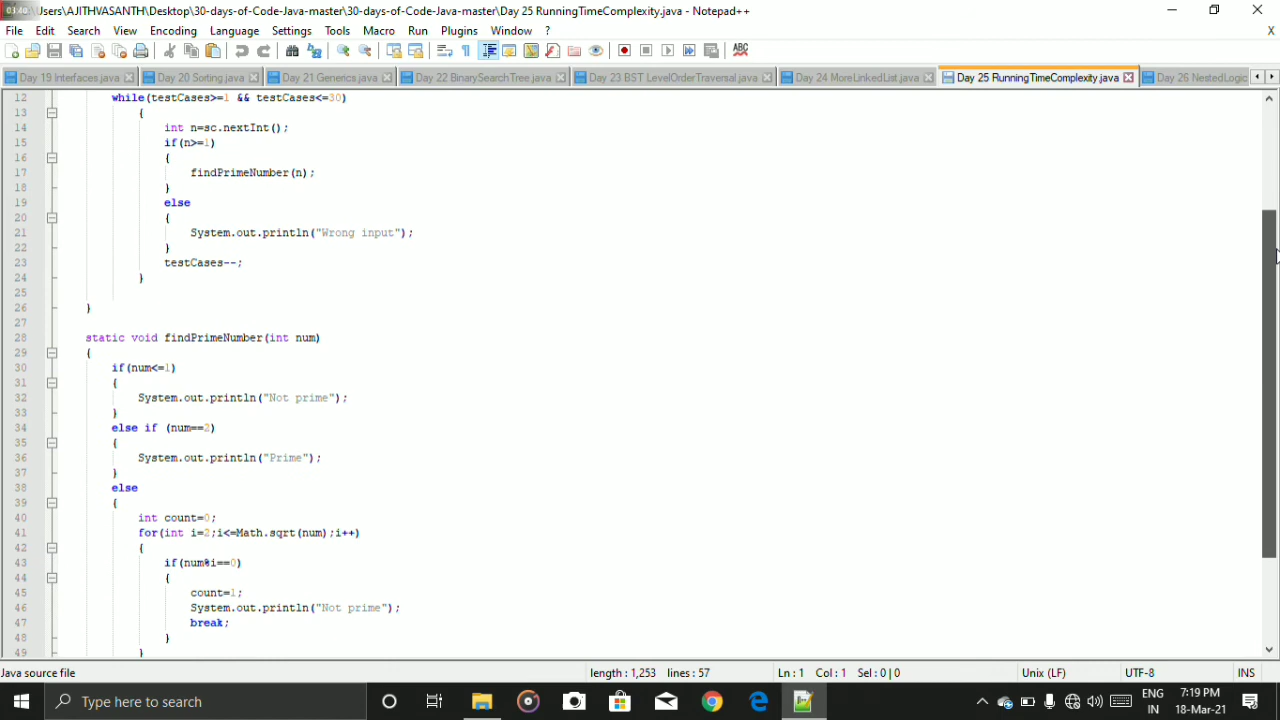 03:40 \Users\AJITHVASANTH\Desktop\30-days-of-Code-Java-master\30-days-of-Code-Java-master\Day 25 RunningTimeComplexity.java - Notepad++
File Edit Search View Encoding Language Settings Tools Macro Run Plugins Window ? X
Day 19 Interfaces.java Day 20 Sorting.java Day 21 Generics.java Day 22 BinarySearchTree.java Day 23 BST LevelOrderTraversal.java Day 24 MoreLinkedList.java Day 25 RunningTimeComplexity.java Day 26 NestedLogic
12 while(testCases>=1 && testCases<=30)
13 {
14 int n=sc.nextInt();
15 if(n>=1)
16 {
17 findPrimeNumber(n);
18 }
19 else
20 {
21 System.out.println("Wrong input");
22 }
23 testCases--;
24 }
25
26 }
27
28 static void findPrimeNumber(int num)
29 {
30 if(num<=1)
31 {
32 System.out.println("Not prime");
33 }
34 else if (num==2)
35 {
36 System.out.println("Prime");
37 }
38 else
39 {
40 int count=0;
41 for(int i=2;i<=Math.sqrt(num);i++)
42 {
43 if(num%i==0)
44 {
45 count=1;
46 System.out.println("Not prime");
47 break;
48 }
49 }
Java source file length : 1,253 lines : 57 Ln : 1 Col : 1 Sel : 0 | 0 Unix (LF) UTF-8 INS
Type here to search
ENG 7:19 PM
IN 18-Mar-21